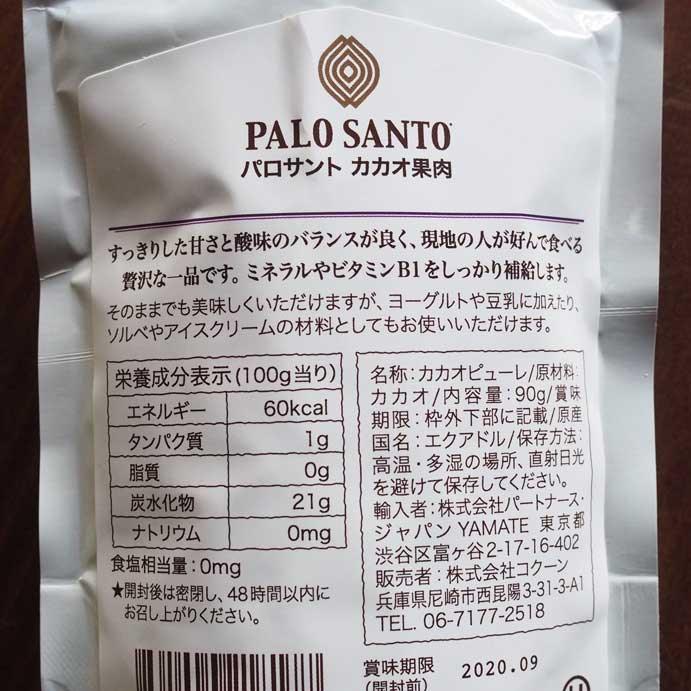 PALO SANTO
パロサント カカオ果肉
すっきりした甘さと酸味のバランスが良く、現地の人が好んで食べる
贅沢な一品です。ミネラルやビタミンB1をしっかり補給します。
そのままでも美味しくいただけますが、ヨーグルトや豆乳に加えたり、
ソルベやアイスクリームの材料としてもお使いいただけます。
栄養成分表示(100g当り)
エネルギー 60kcal
タンパク質 1g
脂質 0g
炭水化物 21g
ナトリウム 0mg
食塩相当量:0mg
★開封後は密閉し、48時間以内に
お召し上がりください。
名称:カカオピューレ/原材料:
カカオ/内容量:90g/賞味
期限:枠外下部に記載/原産
国名:エクアドル/保存方法:
高温・多湿の場所、直射日光
を避けて保存してください。
輸入者:株式会社パートナース・
ジャパン YAMATE 東京都
渋谷区富ヶ谷2-17-16-402
販売者:株式会社コクーン
兵庫県尼崎市西昆陽3-31-3-A1
TEL. 06-7177-2518
賞味期限 2020.09
(開封前)